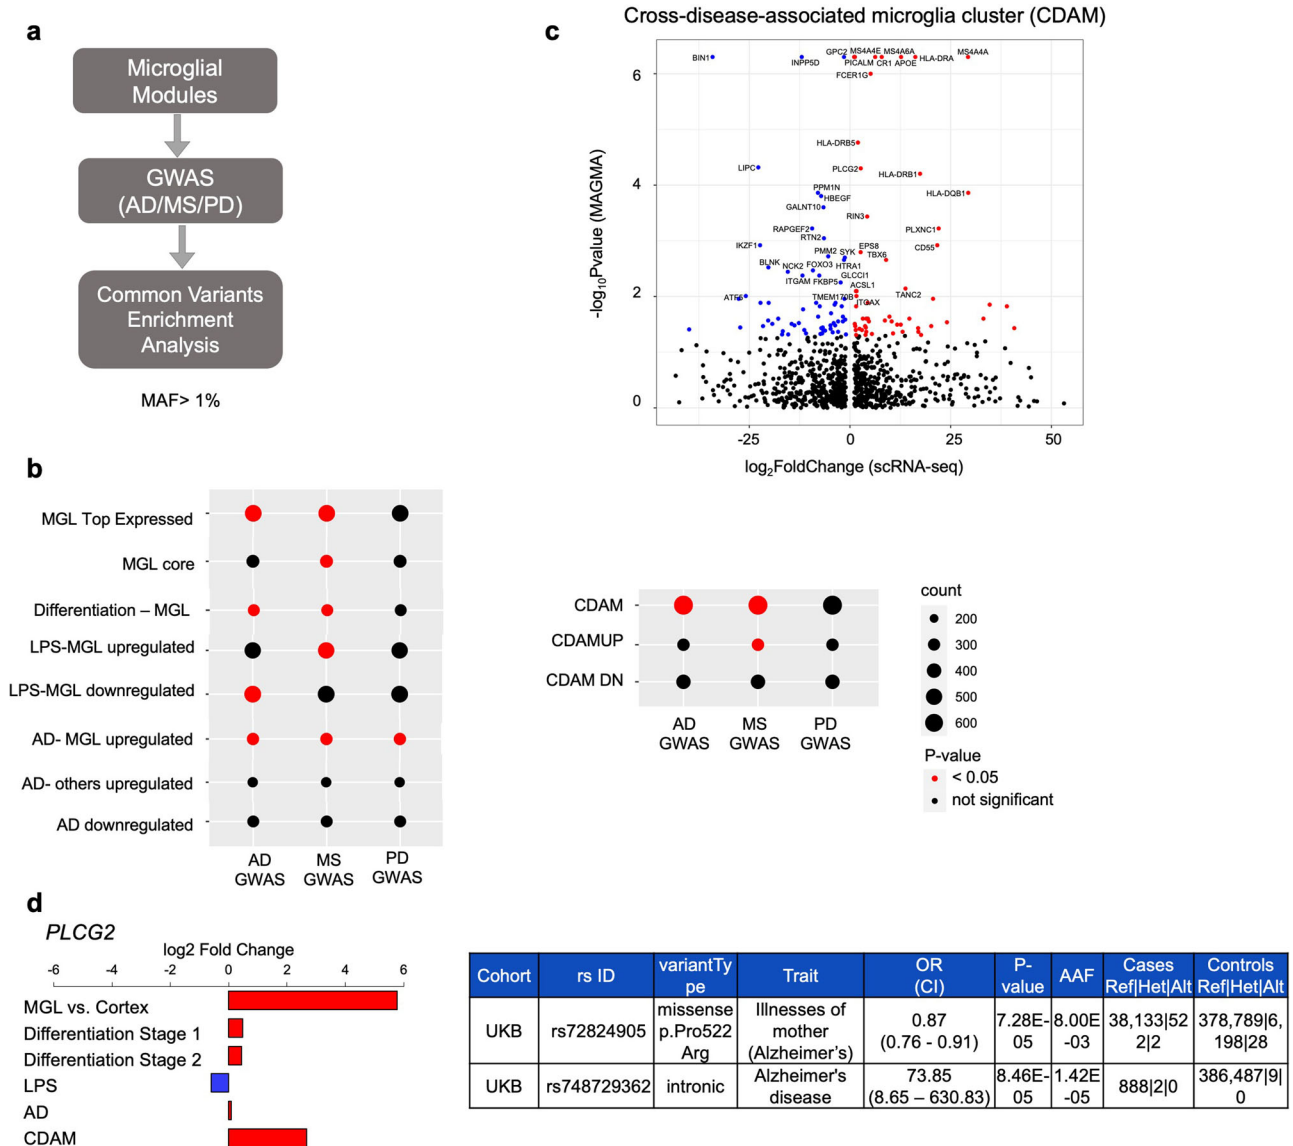 a
Microglial
Modules
GWAS
(AD/MS/PD)
Common Variants
Enrichment
Analysis
MAF> 1%
c
Cross-disease-associated microglia cluster (CDAM)
-log10Pvalue (MAGMA)
6
4
2
0
BIN1
INPP5D
GPC2
MS4A4E
MS4A6A
MS4A4A
PICALM
CR1
APOE
HLA-DRA
FCER1G
HLA-DRB5
LIPC
PLCG2
HLA-DRB1
PPM1N
HBEGF
HLA-DQB1
GALNT10
RIN3
RAPGEF2
PLXNC1
RTN2
IKZF1
EPS8
CD55
PMM2
SYK
TBX6
BLNK
NCK2
FOXO3
HTRA1
ITGAM
FKBP5
GLCCI1
ACSL1
ATF6
TMEM170B
ITGAX
TANC2
-25
0
25
50
log2FoldChange (scRNA-seq)
b
MGL Top Expressed
MGL core
Differentiation – MGL
LPS-MGL upregulated
LPS-MGL downregulated
AD- MGL upregulated
AD- others upregulated
AD downregulated
AD
GWAS
MS
GWAS
PD
GWAS
CDAM
CDAMUP
CDAM DN
AD
GWAS
MS
GWAS
PD
GWAS
count
200
300
400
500
600
P-value
< 0.05
not significant
d
PLCG2
log2 Fold Change
-6 -4 -2 0 2 4 6
MGL vs. Cortex
Differentiation Stage 1
Differentiation Stage 2
LPS
AD
CDAM
Cohort
rs ID
variantTy
pe
Trait
OR
(CI)
P-
value
AAF
Cases
Ref|Het|Alt
Controls
Ref|Het|Alt
UKB
rs72824905
missense
p.Pro522
Arg
Illnesses of
mother
(Alzheimer's)
0.87
(0.76 - 0.91)
7.28E-
05
8.00E
-03
38,133|52
2|2
378,789|6,
198|28
UKB
rs748729362
intronic
Alzheimer's
disease
73.85
(8.65 – 630.83)
8.46E-
05
1.42E
-05
888|2|0
386,487|9|
0